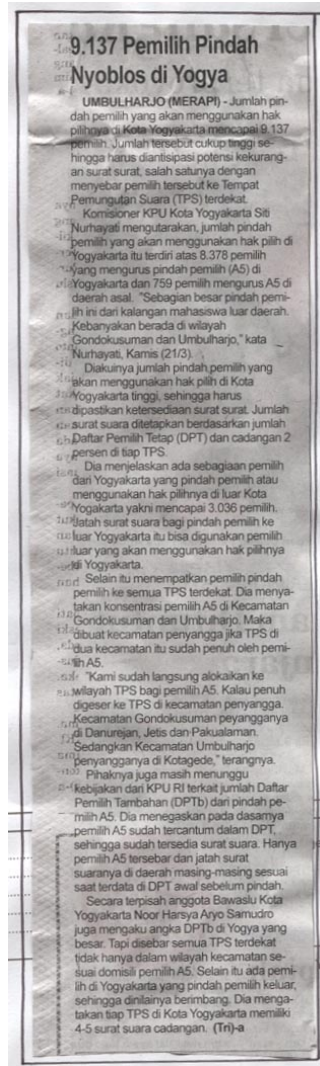 9.137 Pemilih Pindah
Nyoblos di Yogya
UMBULHARJO (MERAPI) - Jumlah pin-
dah pemilih yang akan menggunakan hak
pilihnya di Kota Yogyakarta mencapai 9.137
pemilih. Jumlah tersebut cukup tinggi se-
hingga harus diantisipasi potensi kekurang-
an surat surat, salah satunya dengan
menyebar pemilih tersebut ke Tempat
Pemungutan Suara (TPS) terdekat.
Komisioner KPU Kota Yogyakarta Siti
Nurhayati mengutarakan, jumlah pindah
pemilih yang akan menggunakan hak pilih di
Yogyakarta itu terdiri atas 8.378 pemilih
yang mengurus pindah pemilih (A5) di
Yogyakarta dan 759 pemilih mengurus A5 di
daerah asal. "Sebagian besar pindah pemi-
lih ini dari kalangan mahasiswa luar daerah.
Kebanyakan berada di wilayah
Gondokusuman dan Umbulharjo," kata
Nurhayati, Kamis (21/3).
Diakuinya jumlah pindah pemilih yang
akan menggunakan hak pilih di Kota
Yogyakarta tinggi, sehingga harus
dipastikan ketersediaan surat surat. Jumlah
surat suara ditetapkan berdasarkan jumlah
Daftar Pemilih Tetap (DPT) dan cadangan 2
persen di tiap TPS.
Dia menjelaskan ada sebagiaan pemilih
dari Yogyakarta yang pindah pemilih atau
menggunakan hak pilihnya di luar Kota
Yogakarta yakni mencapai 3.036 pemilih.
Jatah surat suara bagi pindah pemilih ke
luar Yogyakarta itu bisa digunakan pemilih
luar yang akan menggunakan hak pilihnya
di Yogyakarta.
Selain itu menempatkan pemilih pindah
pemilih ke semua TPS terdekat. Dia menya-
takan konsentrasi pemilih A5 di Kecamatan
Gondokusuman dan Umbulharjo. Maka
dibuat kecamatan penyangga jika TPS di
dua kecamatan itu sudah penuh oleh pemi-
lih A5.
"Kami sudah langsung alokaikan ke
wilayah TPS bagi pemilih A5. Kalau penuh
digeser ke TPS di kecamatan penyangga.
Kecamatan Gondokusuman peyangganya
di Danurejan, Jetis dan Pakualaman.
Sedangkan Kecamatan Umbulharjo
penyangganya di Kotagede," terangnya.
Pihaknya juga masih menunggu
kebijakan dari KPU RI terkait jumlah Daftar
Pemilih Tambahan (DPTb) dari pindah pe-
milih A5. Dia menegaskan pada dasarnya
pemilih A5 sudah tercantum dalam DPT,
sehingga sudah tersedia surat suara. Hanya
pemilih A5 tersebar dan jatah surat
suaranya di daerah masing-masing sesuai
saat terdata di DPT awal sebelum pindah.
Secara terpisah anggota Bawaslu Kota
Yogyakarta Noor Harsya Aryo Samudro
juga mengaku angka DPTb di Yogya yang
besar. Tapi disebar semua TPS terdekat
tidak hanya dalam wilayah kecamatan se-
suai domisili pemilih A5. Selain itu ada pemi-
lih di Yogyakarta yang pindah pemilih keluar,
sehingga dinilainya berimbang. Dia menga-
takan tiap TPS di Kota Yogyakarta memiliki
4-5 surat suara cadangan. (Tri)-a